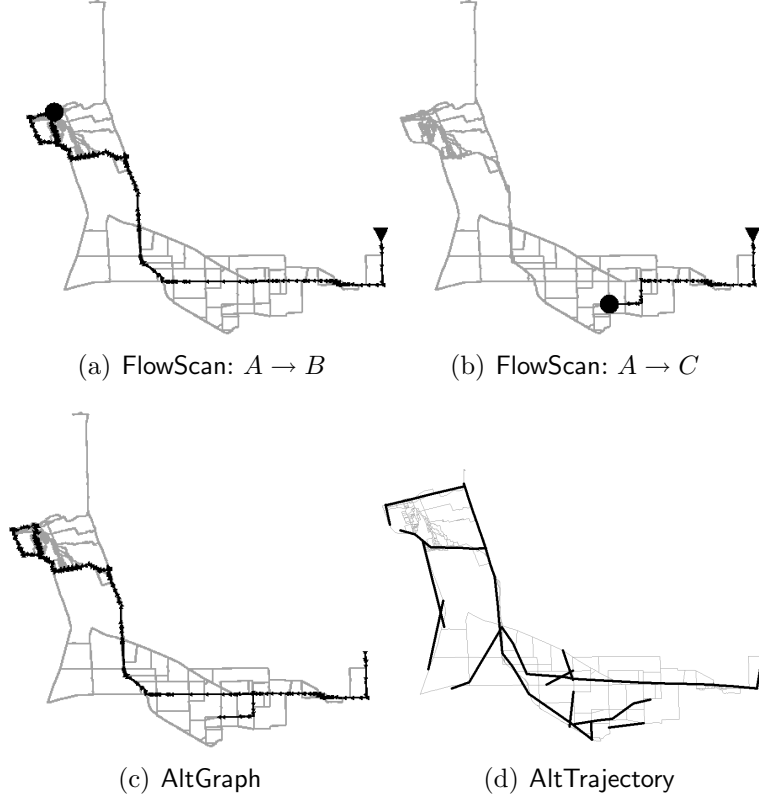 (a) FlowScan: A → B
(b) FlowScan: A → C
(c) AltGraph
(d) AltTrajectory